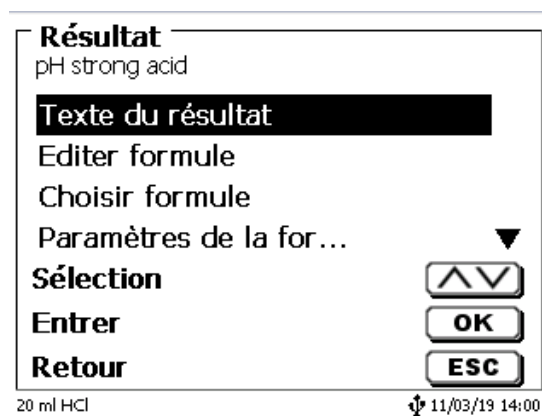 Résultat
pH strong acid
Texte du résultat
Editer formule
Choisir formule
Paramètres de la for...
Sélection
Entrer OK
Retour ESC
20 ml HCl 11/03/19 14:00